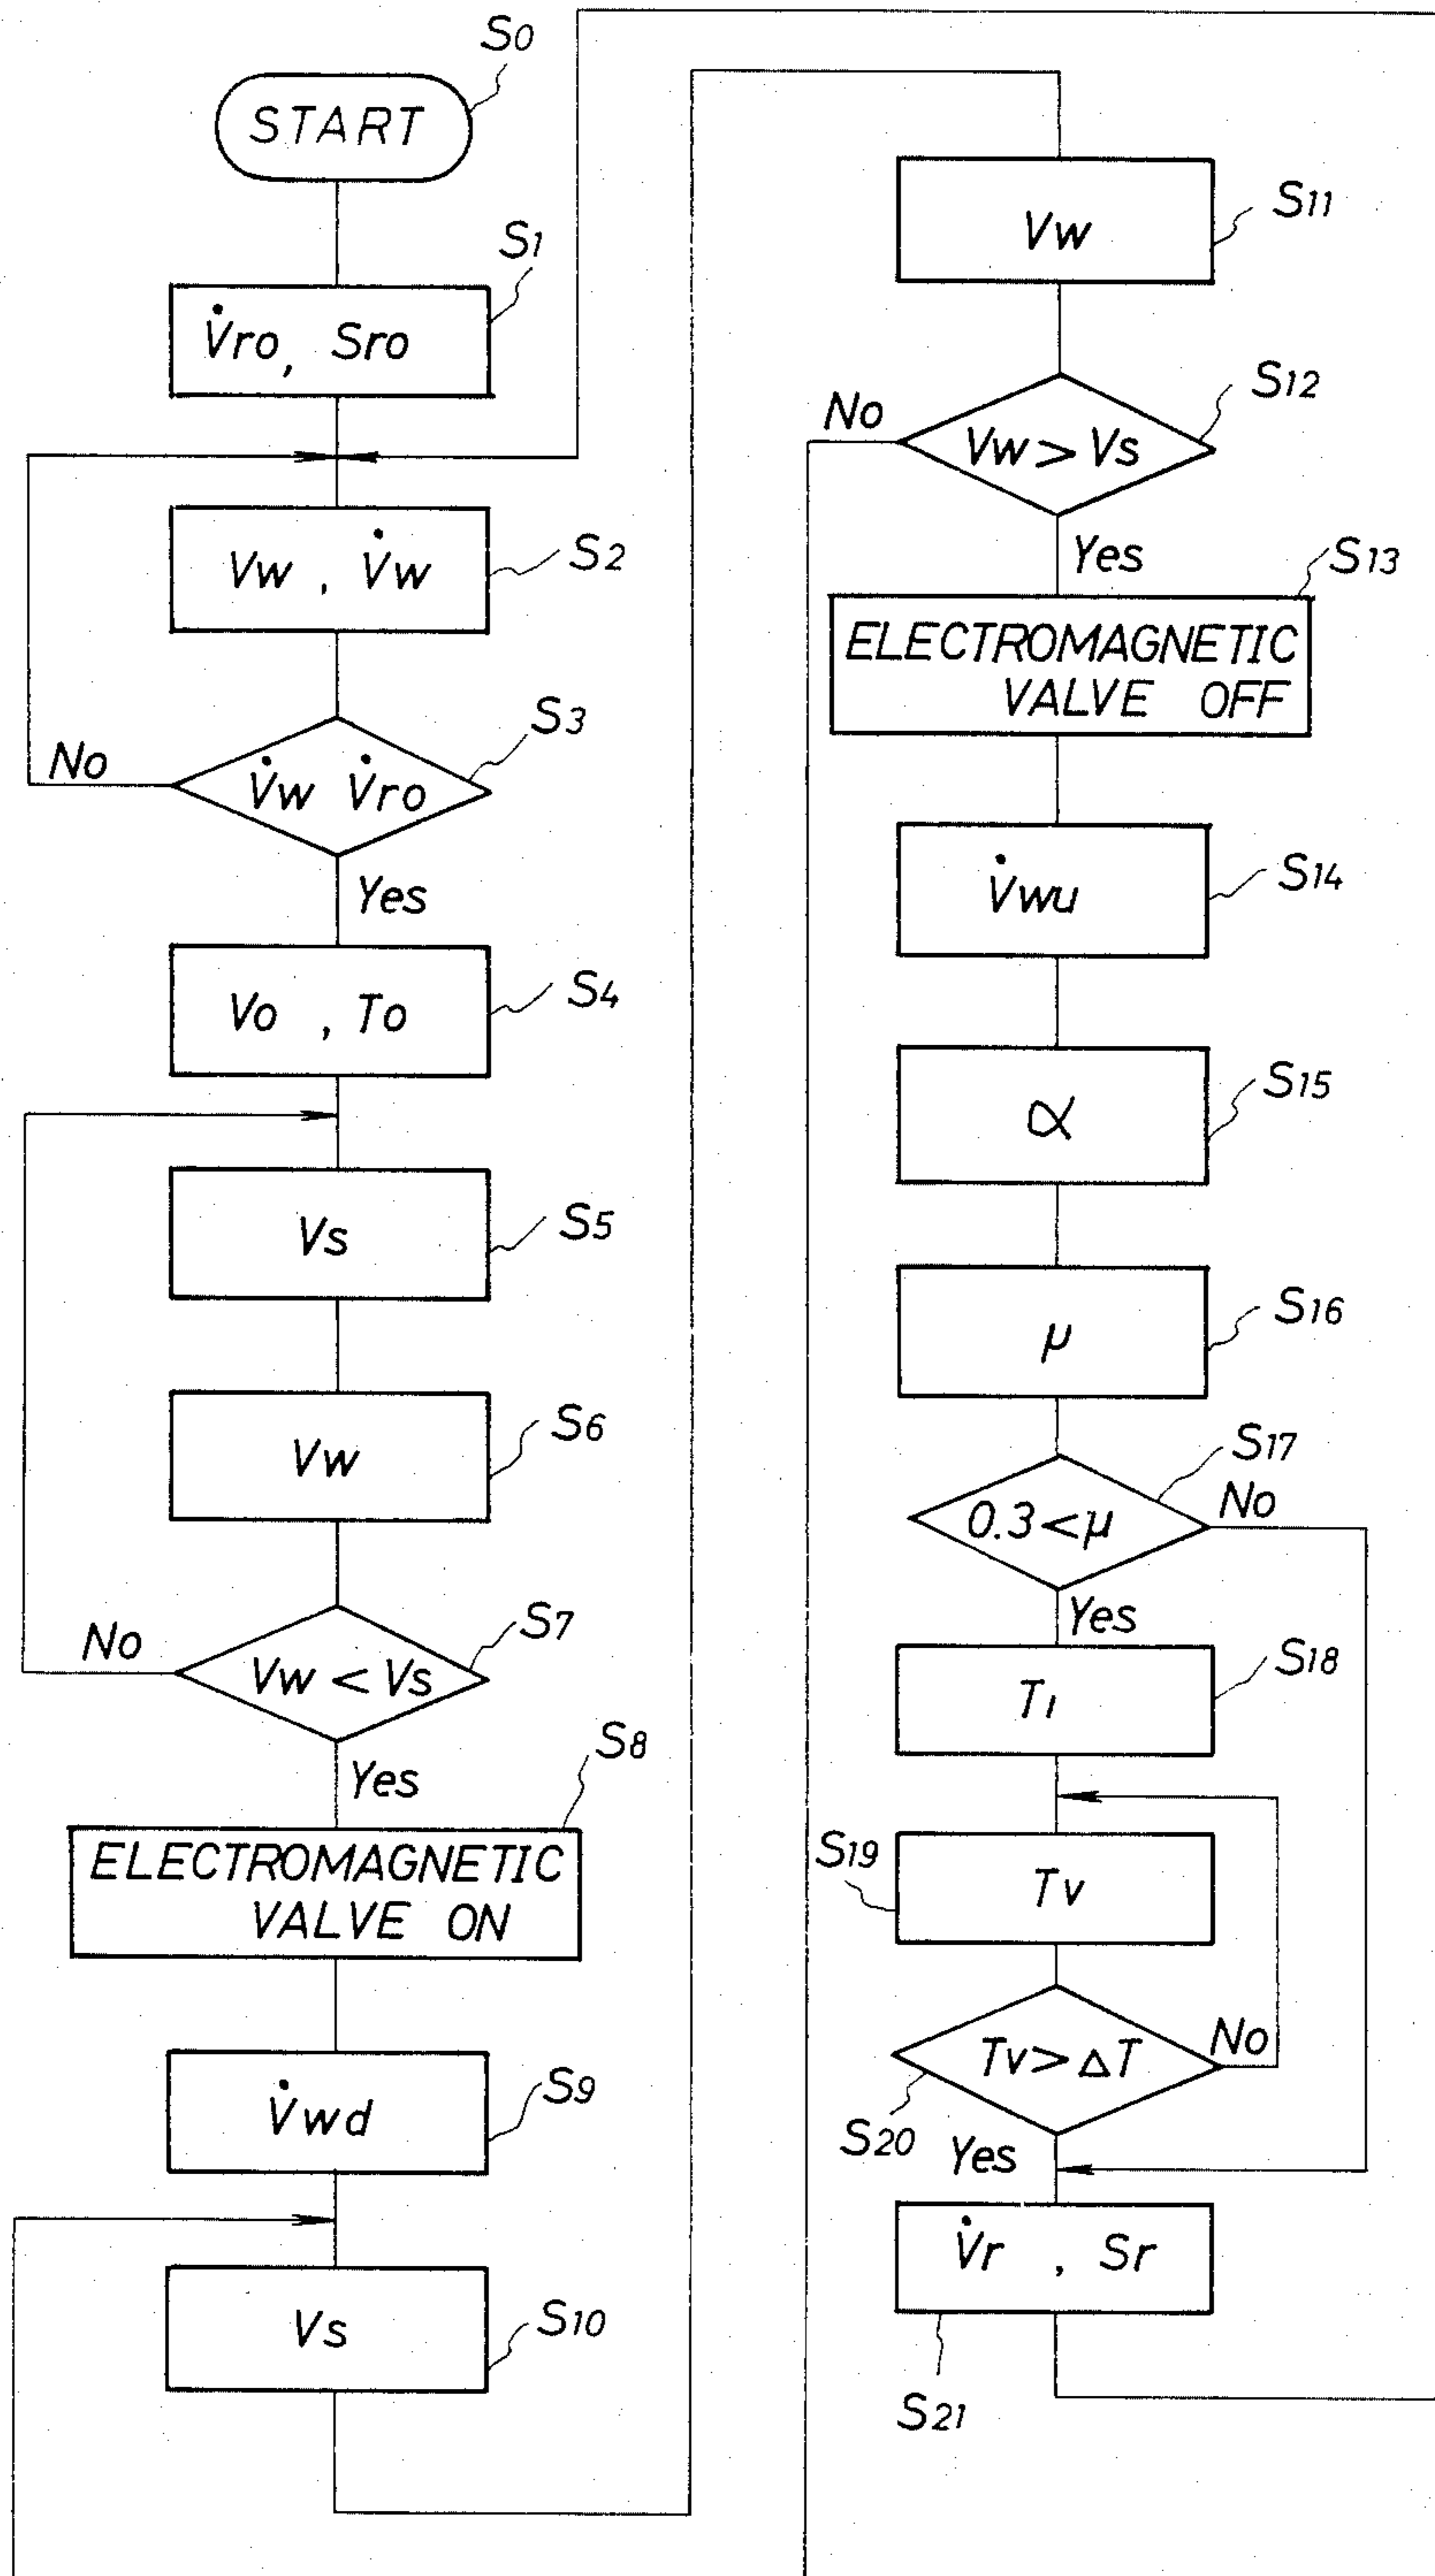 S0
START
S1
V̇ro, Sro
S2
Vw , V̇w
S3
V̇w V̇ro
No
Yes
S4
Vo , To
S5
Vs
S6
Vw
S7
Vw < Vs
No
Yes
S8
ELECTROMAGNETIC
VALVE ON
S9
V̇wd
S10
Vs
S11
Vw
S12
Vw > Vs
No
Yes
S13
ELECTROMAGNETIC
VALVE OFF
S14
V̇wu
S15
α
S16
μ
S17
0.3<μ
No
Yes
S18
T1
S19
Tv
S20
Tv>ΔT
No
Yes
V̇r , Sr
S21